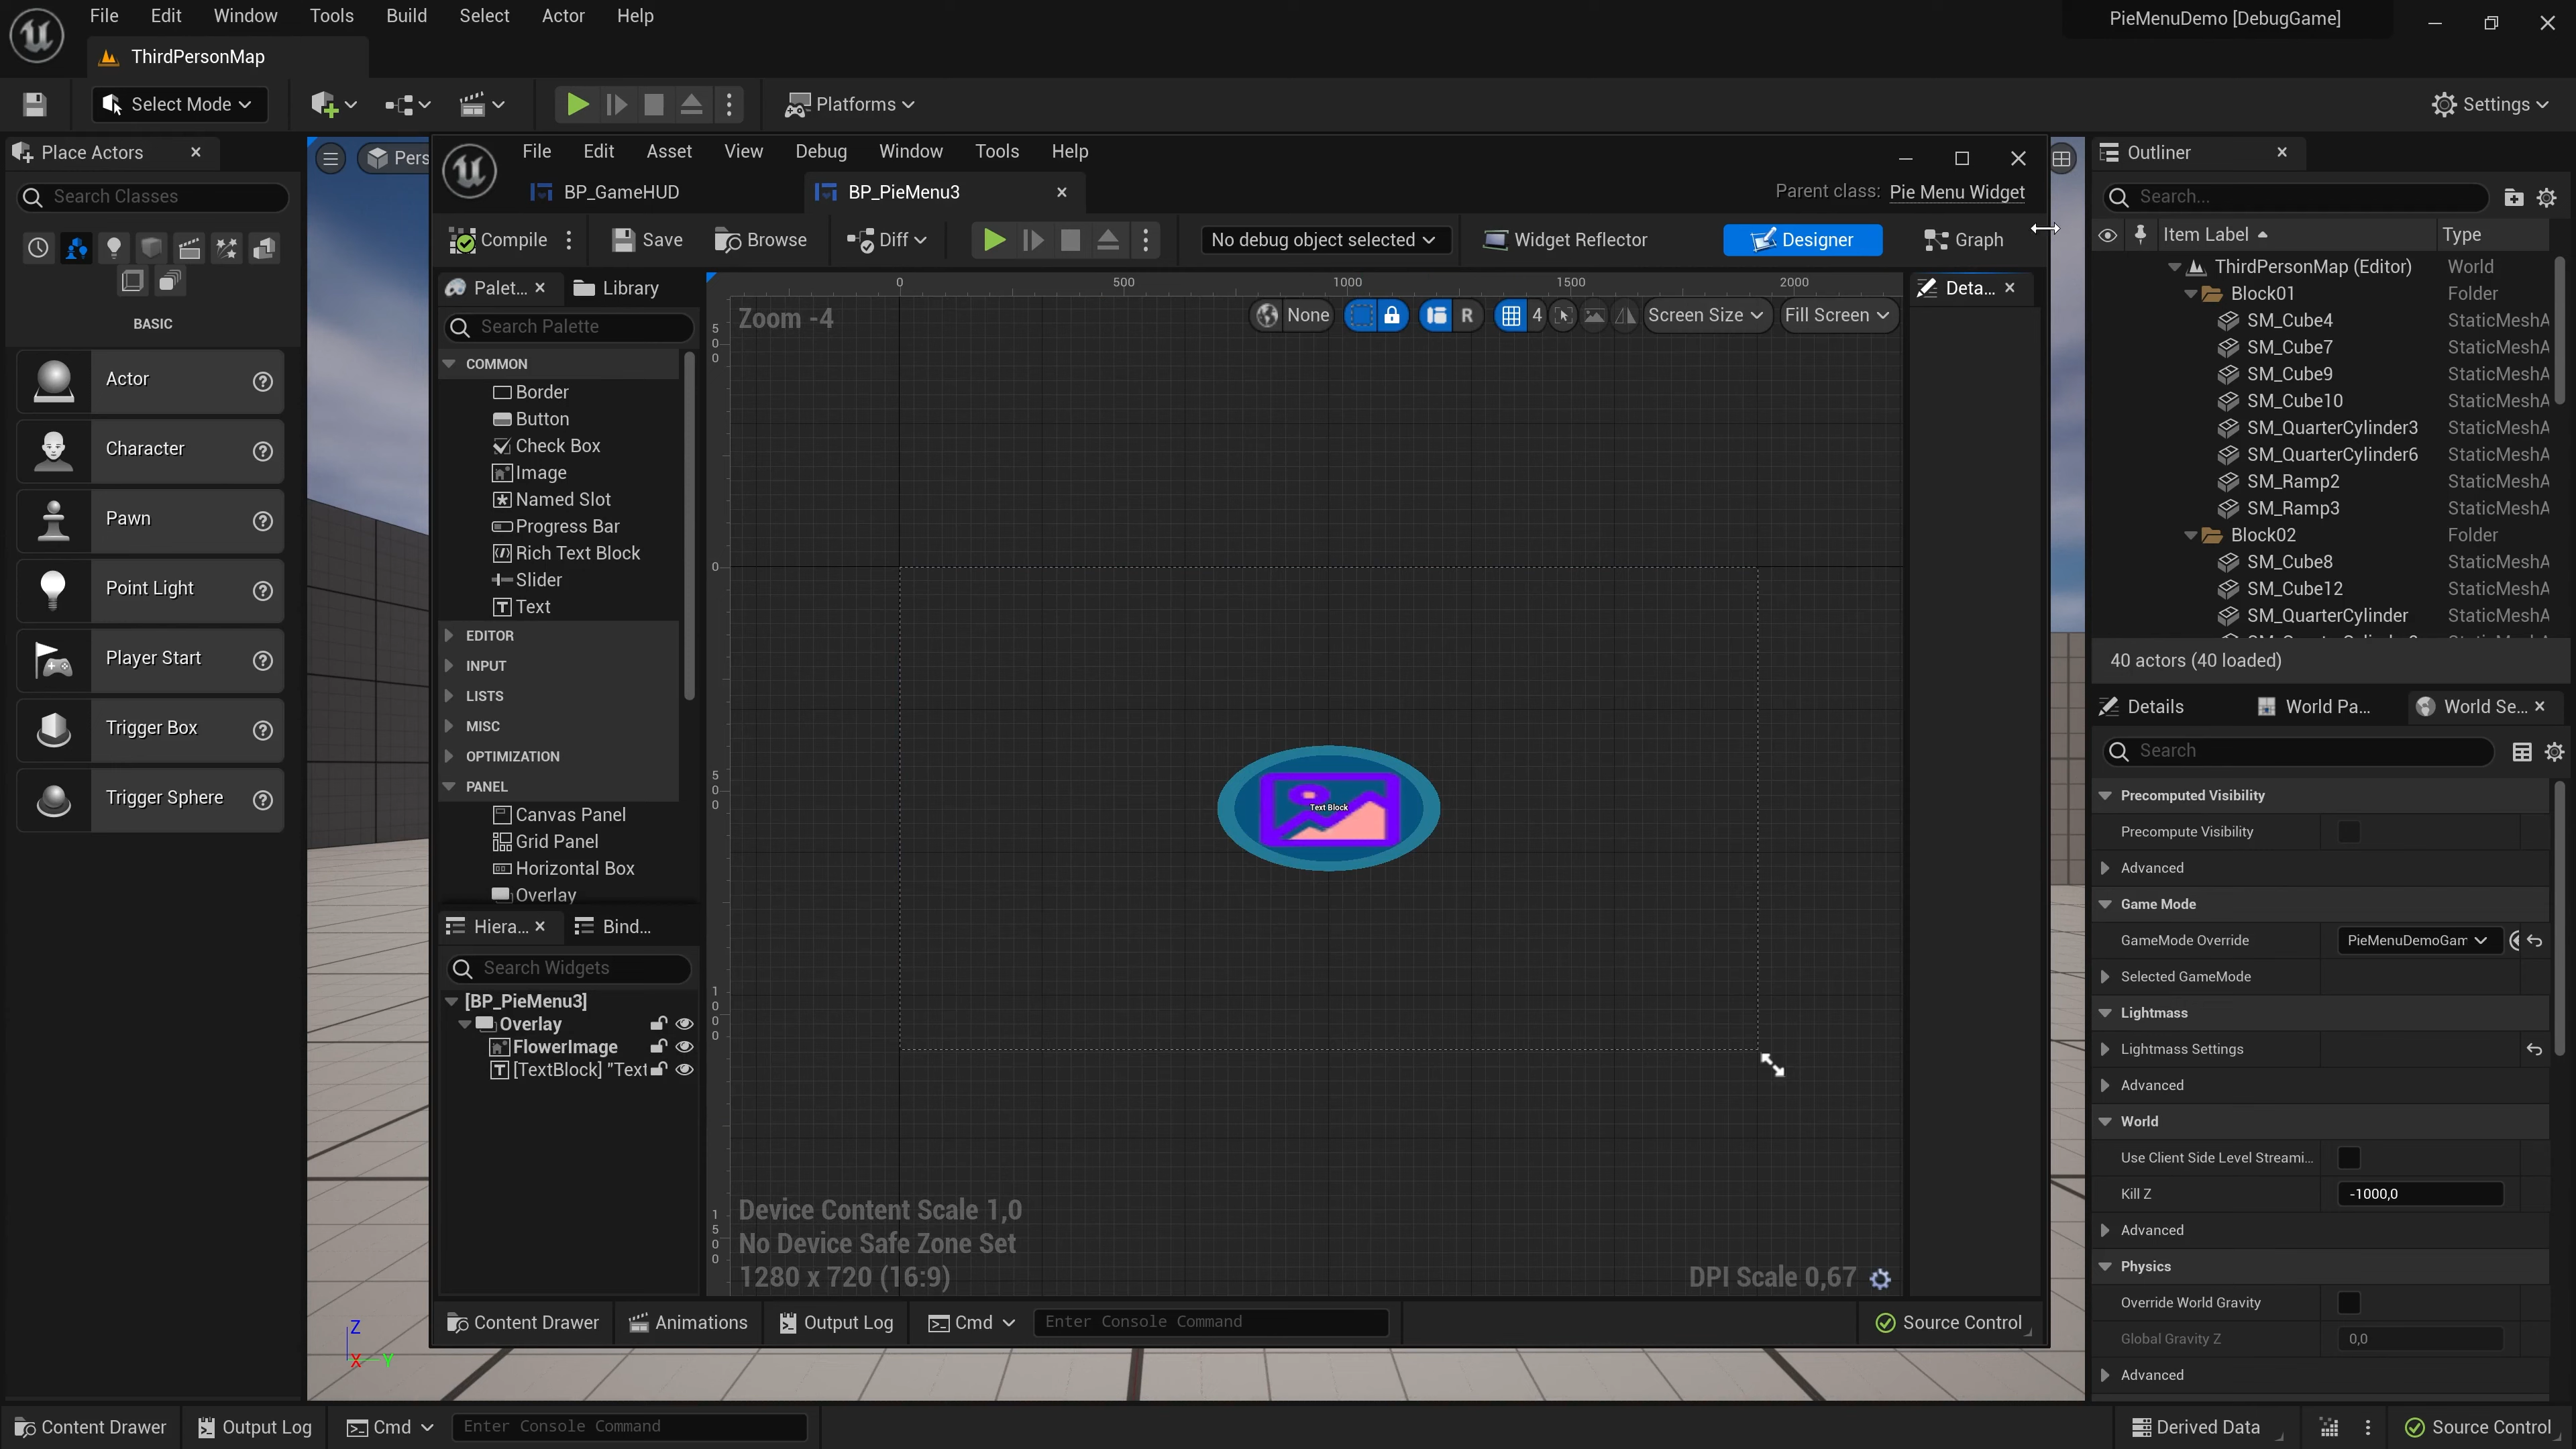 File Edit Window Tools Build Select Actor Help
PieMenuDemo [DebugGame]
ThirdPersonMap
Select Mode
Platforms
Settings
Place Actors
Search Classes
BASIC
Actor
Character
Pawn
Point Light
Player Start
Trigger Box
Trigger Sphere
Pers
File Edit Asset View Debug Window Tools Help
BP_GameHUD
BP_PieMenu3
Parent class: Pie Menu Widget
Compile
Save
Browse
Diff
No debug object selected
Widget Reflector
Designer
Graph
Palet...
Library
Search Palette
COMMON
Border
Button
Check Box
Image
Named Slot
Progress Bar
Rich Text Block
Slider
Text
EDITOR
INPUT
LISTS
MISC
OPTIMIZATION
PANEL
Canvas Panel
Grid Panel
Horizontal Box
Overlay
Hiera...
Bind...
Search Widgets
[BP_PieMenu3]
Overlay
FlowerImage
[TextBlock] "Text
0 500 1000 1500 2000
500
0
500
1000
1500
Zoom -4
None
R
4
Screen Size
Fill Screen
Text Block
Device Content Scale 1,0
No Device Safe Zone Set
1280 x 720 (16:9)
DPI Scale 0,67
Deta...
Content Drawer
Animations
Output Log
Cmd
Enter Console Command
Source Control
Outliner
Search...
Item Label
Type
ThirdPersonMap (Editor) World
Block01 Folder
SM_Cube4 StaticMeshA
SM_Cube7 StaticMeshA
SM_Cube9 StaticMeshA
SM_Cube10 StaticMeshA
SM_QuarterCylinder3 StaticMeshA
SM_QuarterCylinder6 StaticMeshA
SM_Ramp2 StaticMeshA
SM_Ramp3 StaticMeshA
Block02 Folder
SM_Cube8 StaticMeshA
SM_Cube12 StaticMeshA
SM_QuarterCylinder StaticMeshA
40 actors (40 loaded)
Details
World Pa...
World Se...
Search
Precomputed Visibility
Precompute Visibility
Advanced
Game Mode
GameMode Override PieMenuDemoGam
Selected GameMode
Lightmass
Lightmass Settings
Advanced
World
Use Client Side Level Streami...
Kill Z -1000,0
Advanced
Physics
Override World Gravity
Global Gravity Z 0,0
Advanced
Z
X Y
Content Drawer
Output Log
Cmd
Enter Console Command
Derived Data
Source Control